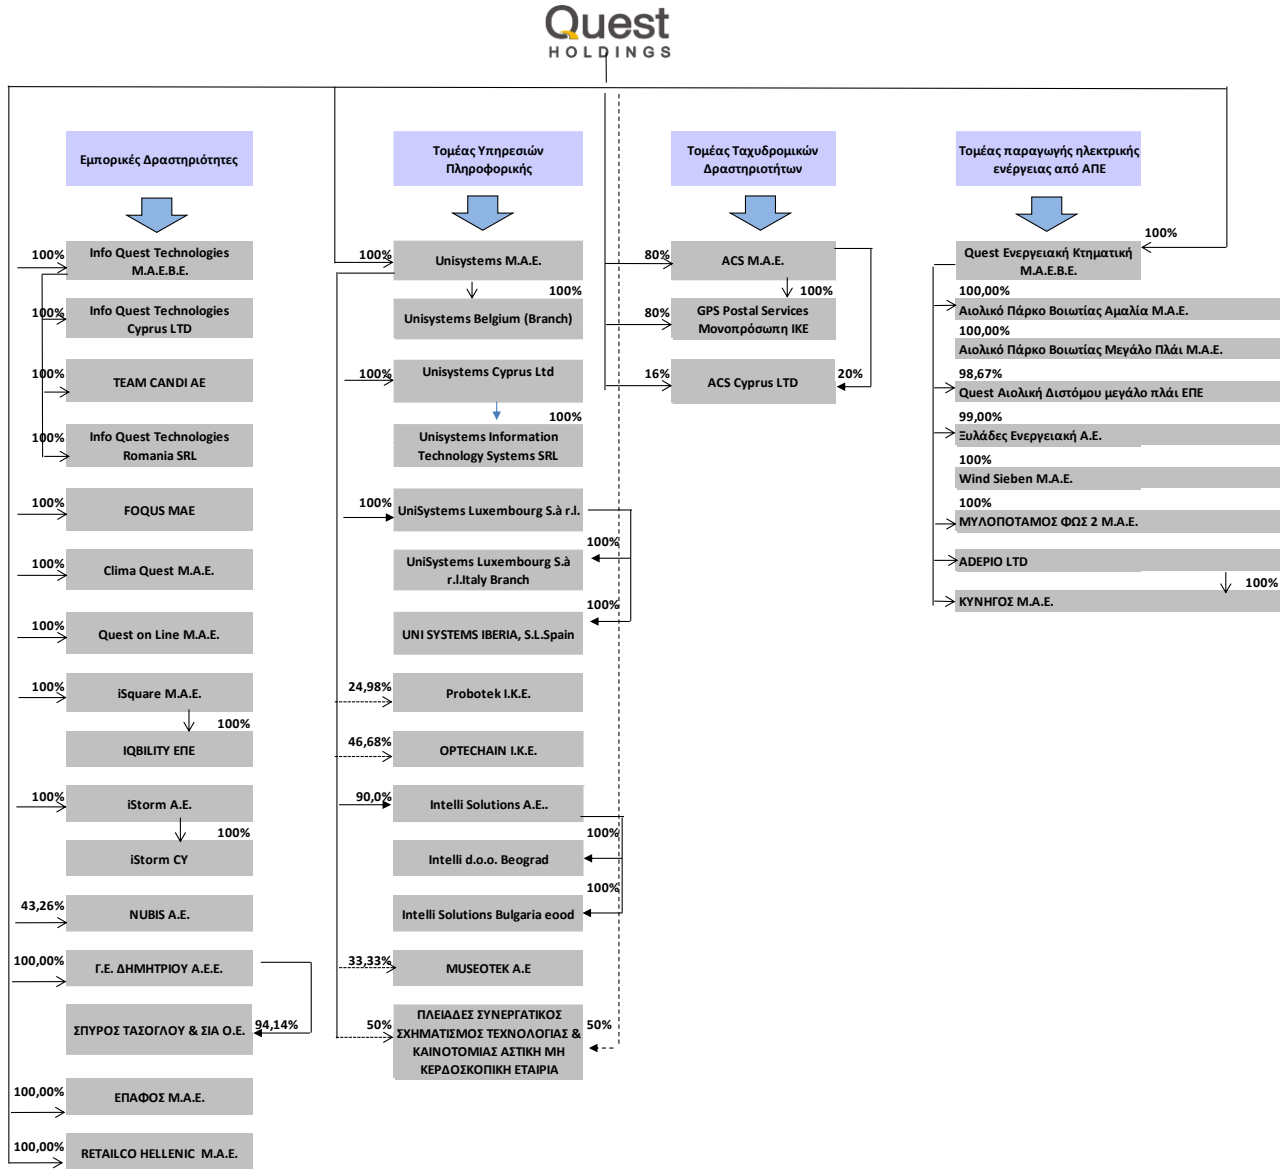 Quest
HOLDINGS
Εμπορικές Δραστηριότητες
100%
Info Quest Technologies
Μ.Α.Ε.Β.Ε.
100%
Info Quest Technologies
Cyprus LTD
100%
TEAM CANDI AE
100%
Info Quest Technologies
Romania SRL
100%
FOQUS MAE
100%
Clima Quest Μ.Α.Ε.
100%
Quest on Line Μ.Α.Ε.
100%
iSquare Μ.Α.Ε.
100%
IQBILITY ΕΠΕ
100%
iStorm Α.Ε.
100%
iStorm CY
43,26%
NUBIS Α.Ε.
100,00%
Γ.Ε. ΔΗΜΗΤΡΙΟΥ Α.Ε.Ε.
ΣΠΥΡΟΣ ΤΑΣΟΓΛΟΥ & ΣΙΑ Ο.Ε.
94,14%
100,00%
ΕΠΑΦΟΣ Μ.Α.Ε.
100,00%
RETAILCO HELLENIC Μ.Α.Ε.
Τομέας Υπηρεσιών
Πληροφορικής
100%
Unisystems Μ.Α.Ε.
100%
Unisystems Belgium (Branch)
100%
Unisystems Cyprus Ltd
100%
Unisystems Information
Technology Systems SRL
100%
UniSystems Luxembourg S.à r.l.
100%
UniSystems Luxembourg S.à
r.l.Italy Branch
100%
UNI SYSTEMS IBERIA, S.L.Spain
24,98%
Probotek Ι.Κ.Ε.
46,68%
OPTECHAIN Ι.Κ.Ε.
90,0%
Intelli Solutions Α.Ε..
100%
Intelli d.o.o. Beograd
100%
Intelli Solutions Bulgaria eood
33,33%
MUSEOTEK Α.Ε
50%
ΠΛΕΙΑΔΕΣ ΣΥΝΕΡΓΑΤΙΚΟΣ
ΣΧΗΜΑΤΙΣΜΟΣ ΤΕΧΝΟΛΟΓΙΑΣ &
ΚΑΙΝΟΤΟΜΙΑΣ ΑΣΤΙΚΗ ΜΗ
ΚΕΡΔΟΣΚΟΠΙΚΗ ΕΤΑΙΡΙΑ
50%
Τομέας Ταχυδρομικών
Δραστηριοτήτων
80%
ACS Μ.Α.Ε.
100%
80%
GPS Postal Services
Μονοπρόσωπη ΙΚΕ
16%
ACS Cyprus LTD
20%
Τομέας παραγωγής ηλεκτρικής
ενέργειας από ΑΠΕ
100%
Quest Ενεργειακή Κτηματική
Μ.Α.Ε.Β.Ε.
100,00%
Αιολικό Πάρκο Βοιωτίας Αμαλία Μ.Α.Ε.
100,00%
Αιολικό Πάρκο Βοιωτίας Μεγάλο Πλάι Μ.Α.Ε.
98,67%
Quest Αιολική Διστόμου μεγάλο πλάι ΕΠΕ
99,00%
Ξυλάδες Ενεργειακή Α.Ε.
100%
Wind Sieben Μ.Α.Ε.
100%
ΜΥΛΟΠΟΤΑΜΟΣ ΦΩΣ 2 Μ.Α.Ε.
ADEPIO LTD
100%
ΚΥΝΗΓΟΣ Μ.Α.Ε.